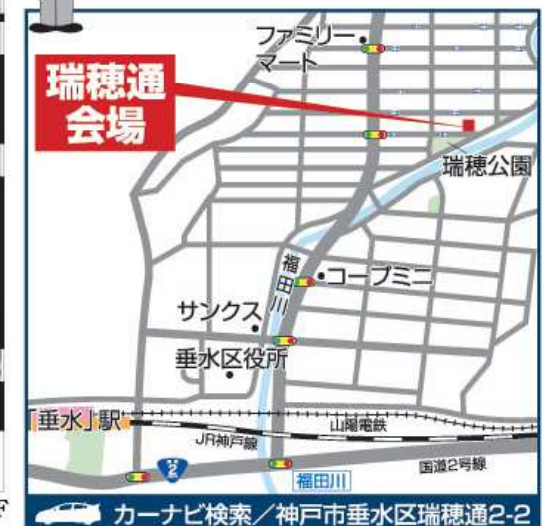 ファミリー
マート
瑞穂通
会場
瑞穂公園
福田川
コープミニ
サンクス
垂水区役所
「垂水」駅
山陽電鉄
JR神戸線
2
国道2号線
福田川
カーナビ検索/神戸市垂水区瑞穂通2-2
F